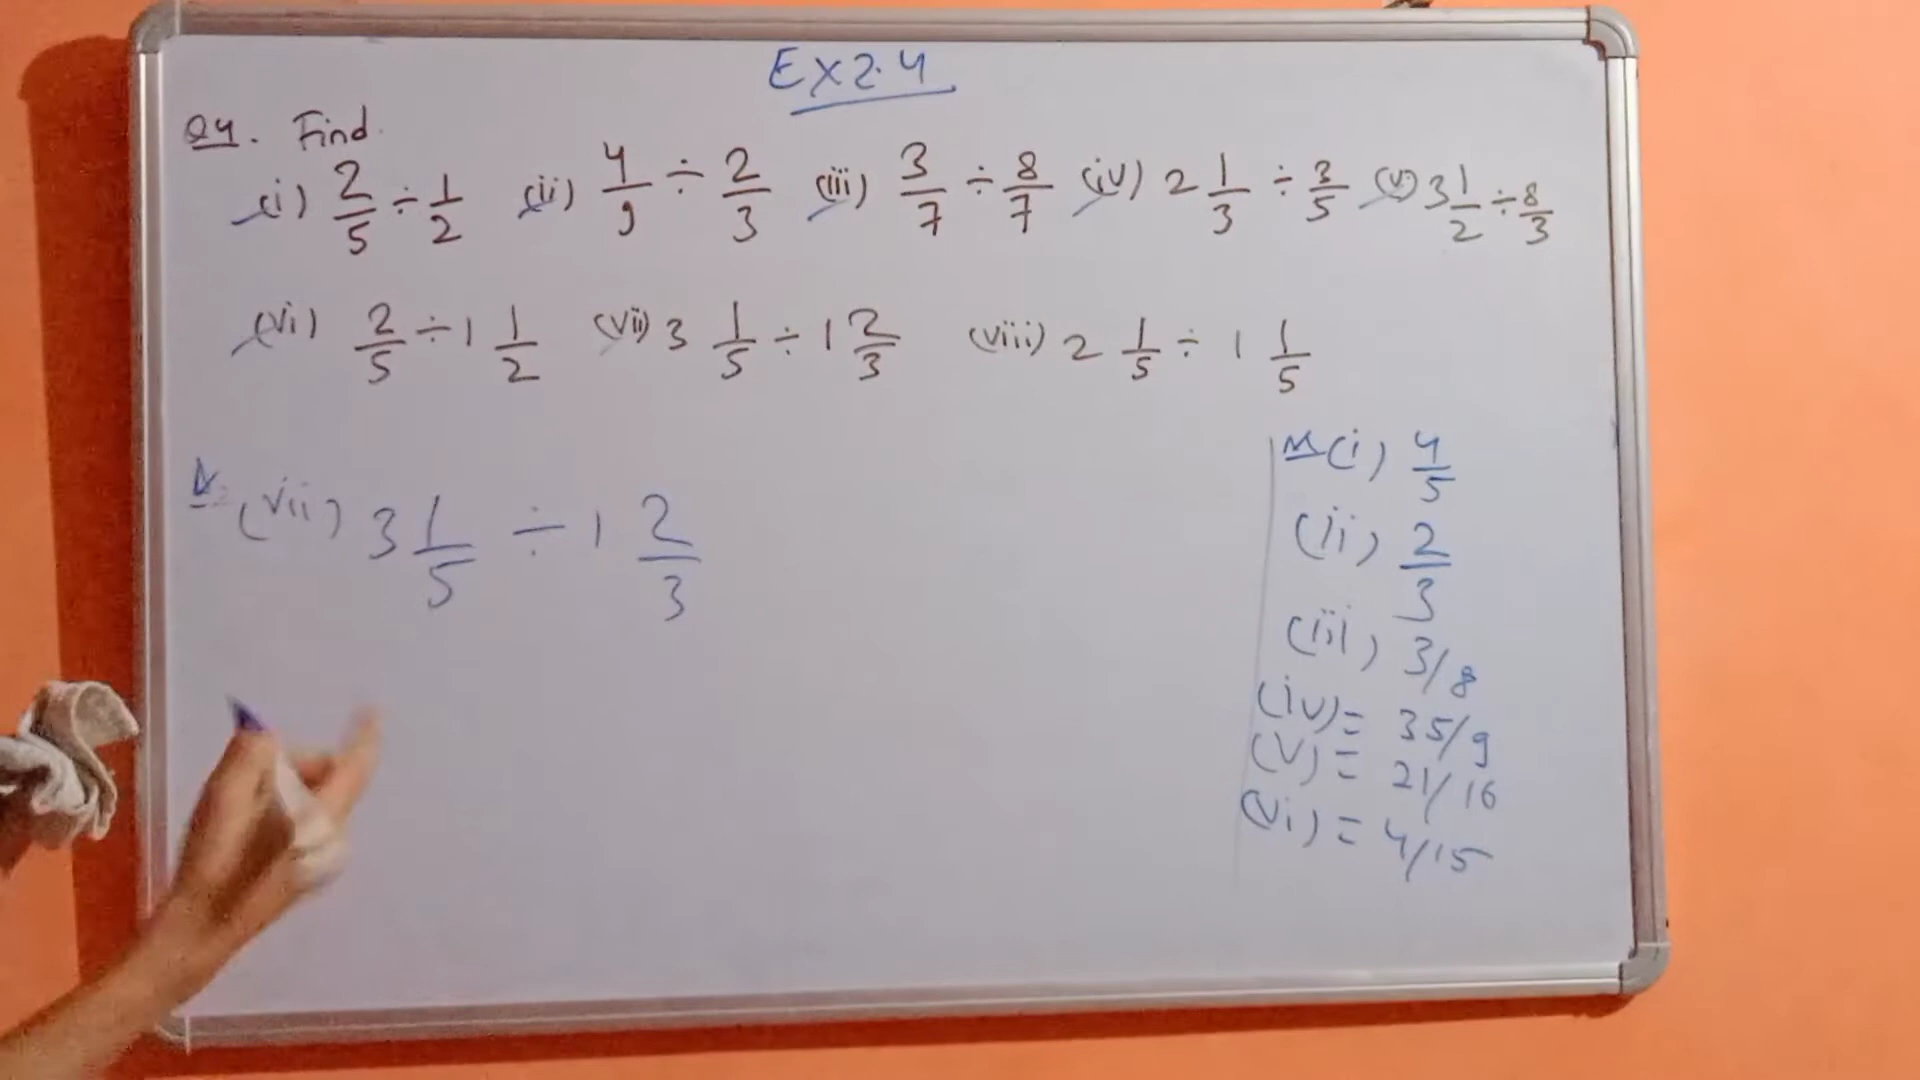 Ex 2.4
Q4. Find.
(i) 2/5 ÷ 1/2 (ii) 4/9 ÷ 2/3 (iii) 3/7 ÷ 8/7 (iv) 2 1/3 ÷ 3/5 (v) 3 1/2 ÷ 8/3
(vi) 2/5 ÷ 1 1/2 (vii) 3 1/5 ÷ 1 2/3 (viii) 2 1/5 ÷ 1 1/5
(vii) 3 1/5 ÷ 1 2/3
(i) 4/5
(ii) 2/3
(iii) 3/8
(iv) = 35/9
(v) = 21/16
(vi) = 4/15